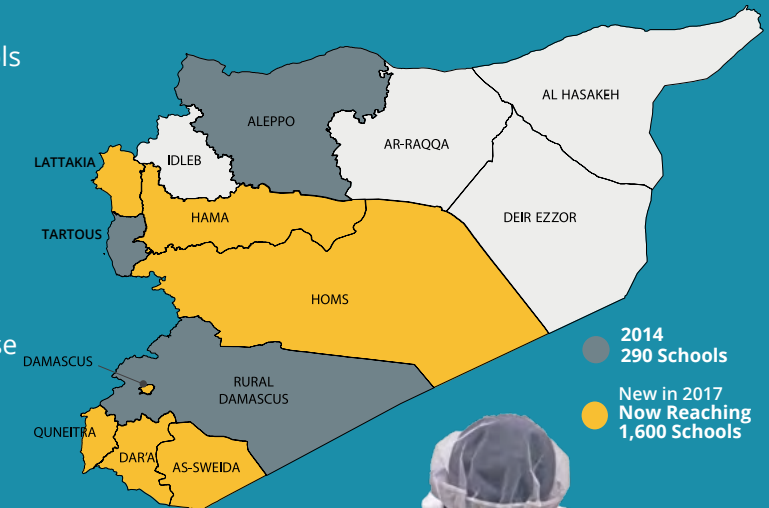 ls
AL HASAKEH
ALEPPO
AR-RAQQA
LATTAKIA
IDLEB
HAMA
DEIR EZZOR
TARTOUS
HOMS
2014
290 Schools
se
DAMASCUS
RURAL
DAMASCUS
New in 2017
Now Reaching
1,600 Schools
QUNEITRA
DAR'A
AS-SWEIDA